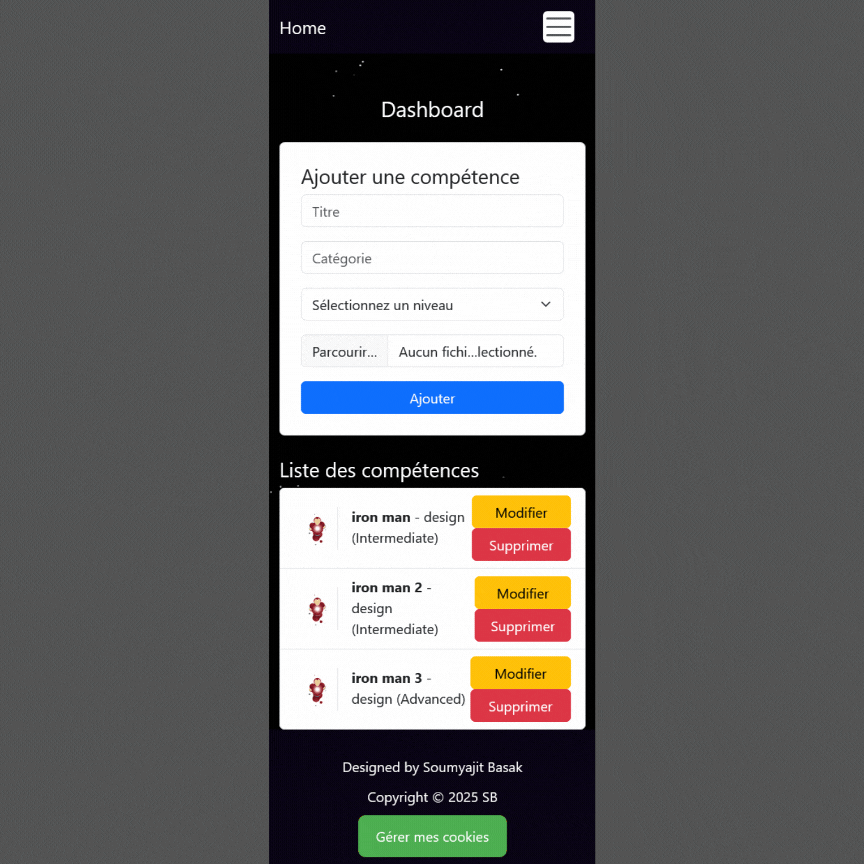 Home
Dashboard
Ajouter une compétence
Titre
Catégorie
Sélectionnez un niveau
Parcourir... Aucun fichi...lectionné.
Ajouter
Liste des compétences
iron man - design
(Intermediate)
Modifier
Supprimer
iron man 2 -
design
(Intermediate)
Modifier
Supprimer
iron man 3 -
design (Advanced)
Modifier
Supprimer
Designed by Soumyajit Basak
Copyright © 2025 SB
Gérer mes cookies